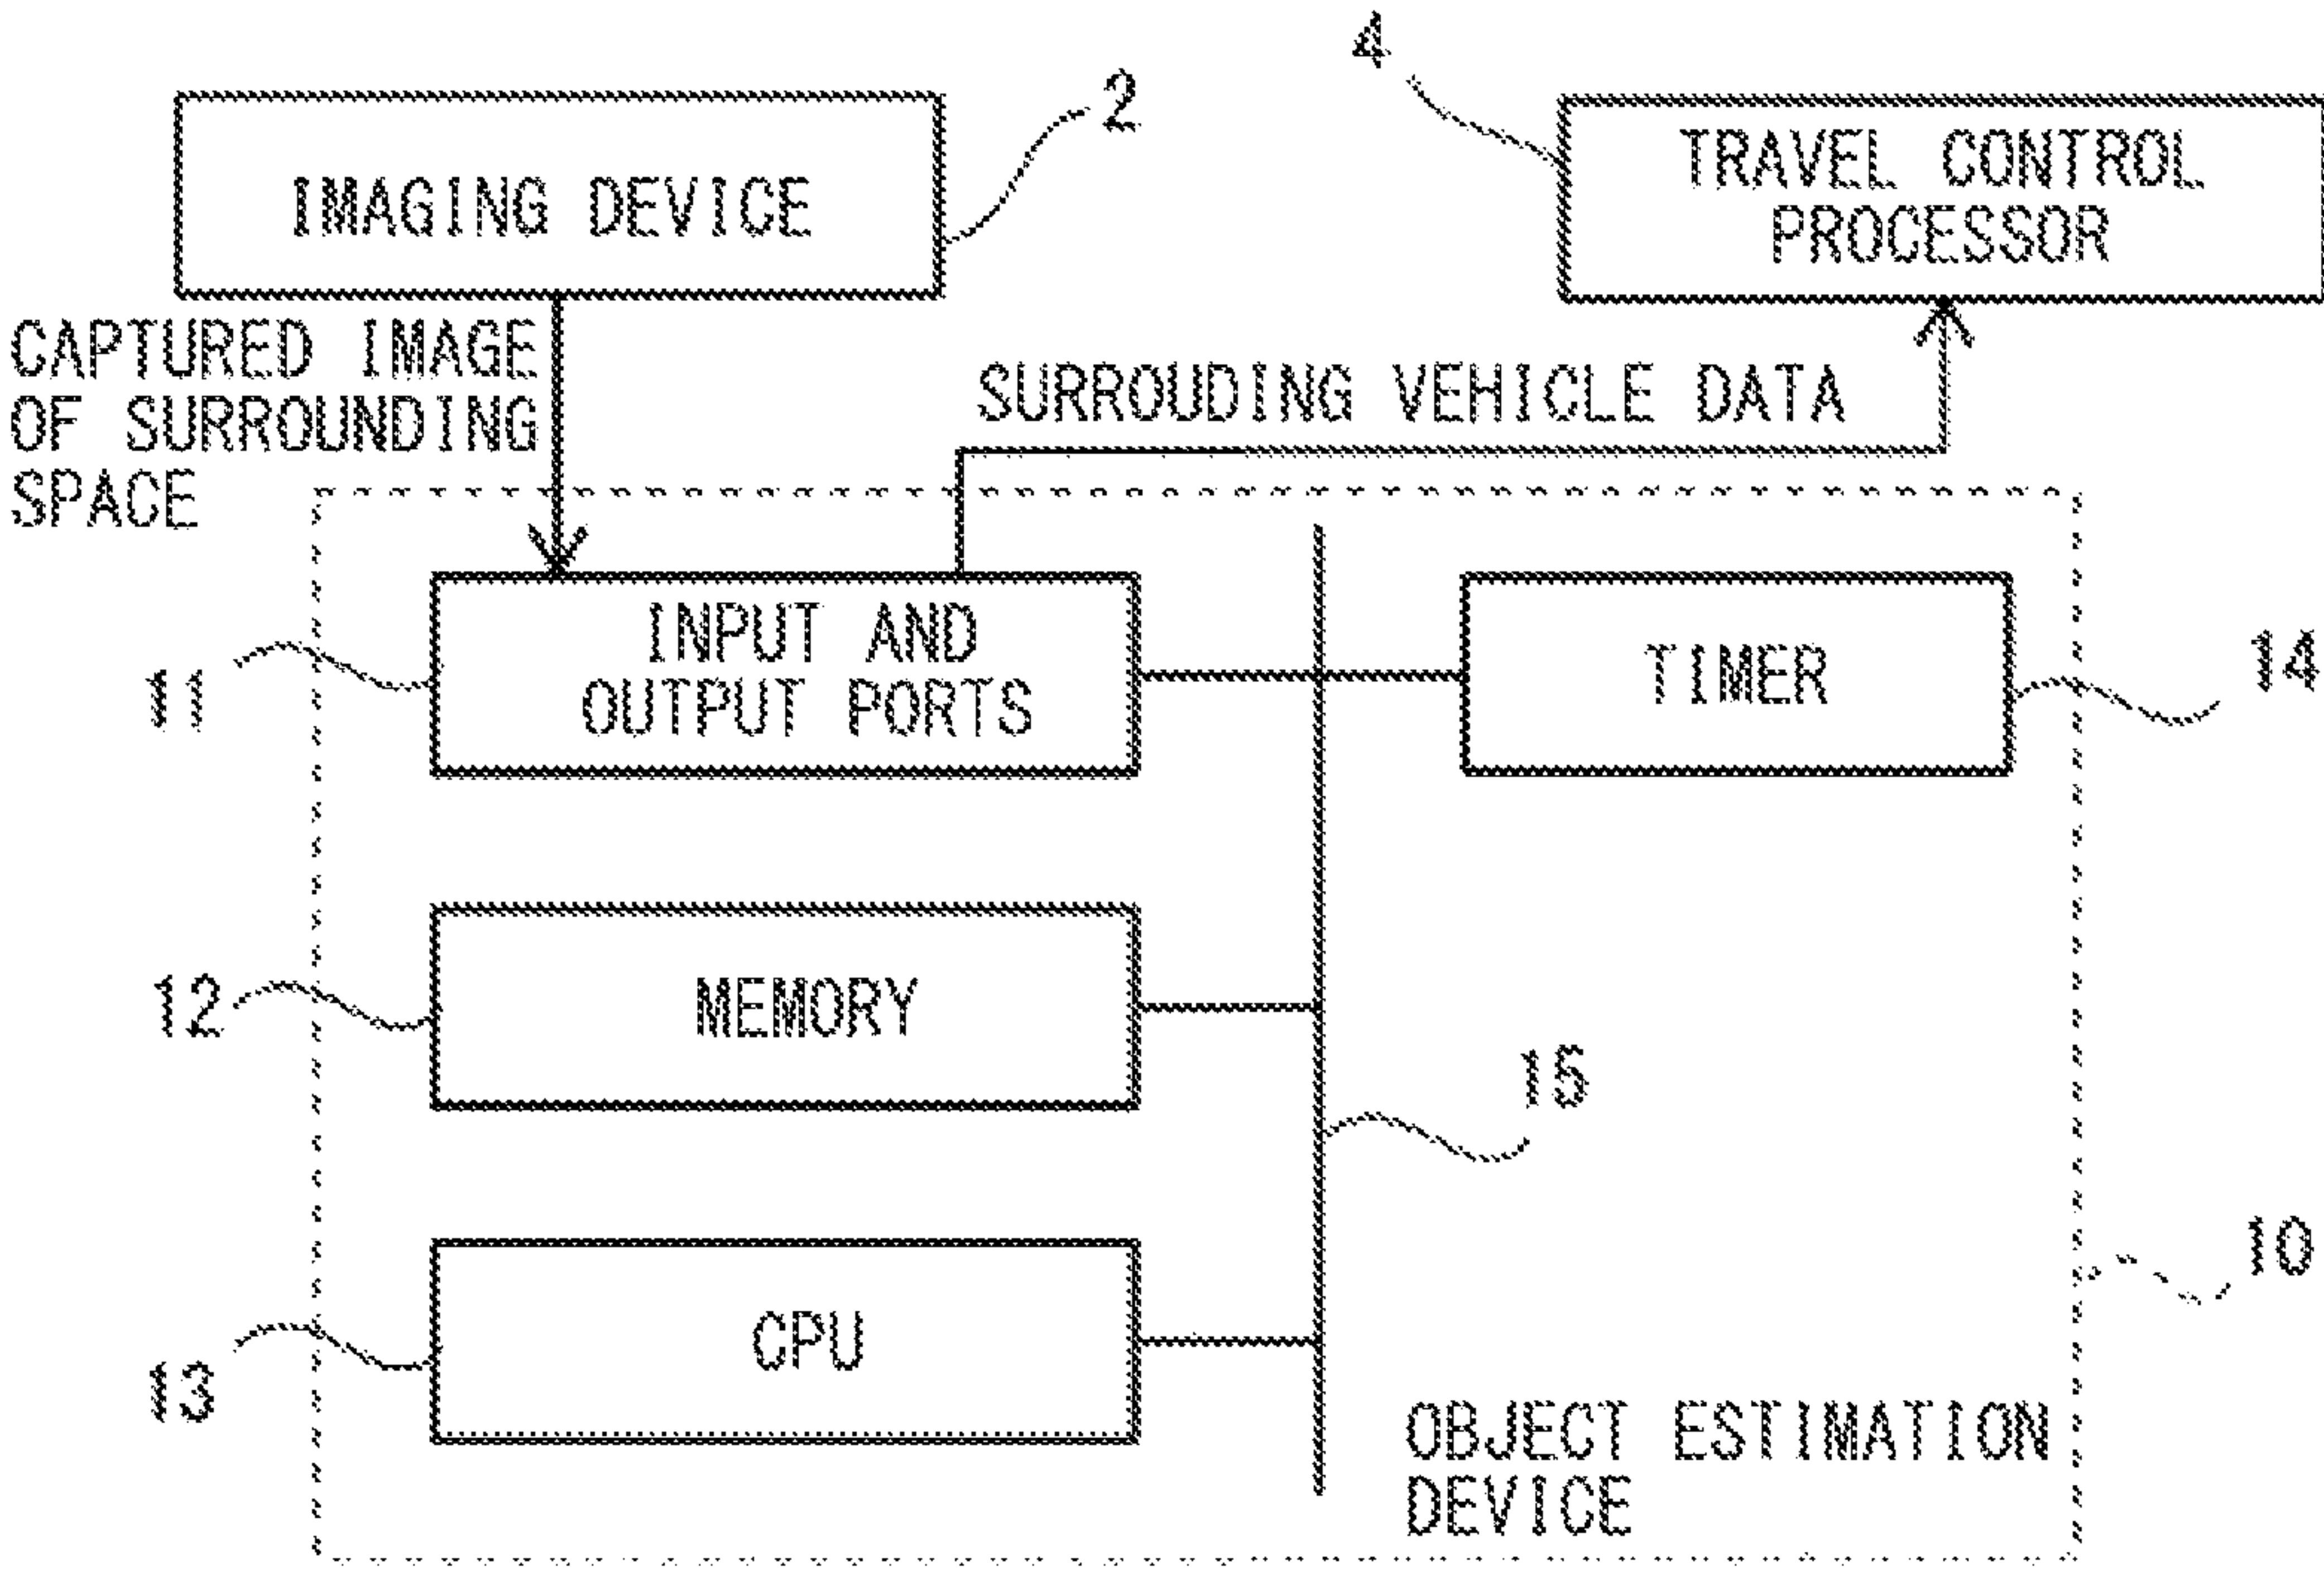 4
2
IMAGING DEVICE
TRAVEL CONTROL
PROCESSOR
CAPTURED IMAGE
OF SURROUNDING
SPACE
SURROUDING VEHICLE DATA
INPUT AND
OUTPUT PORTS
11
TIMER
14
12
MEMORY
15
10
13
CPU
OBJECT ESTIMATION
DEVICE